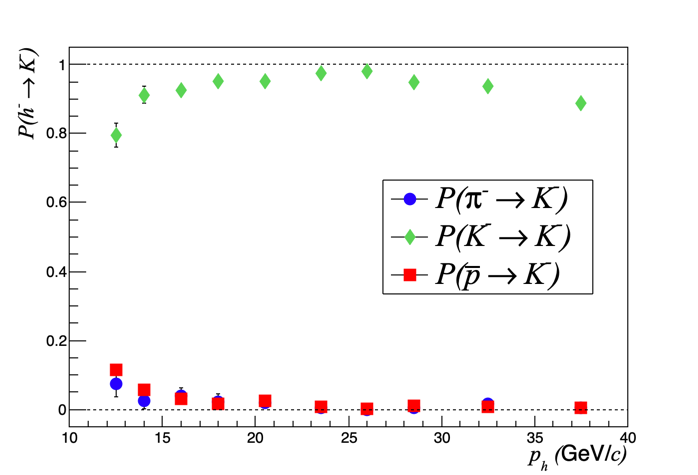 P(h⁻ → K⁻)
1
0.8
0.6
0.4
0.2
0
P(π⁻ → K⁻)
P(K⁻ → K⁻)
P(p̅ → K⁻)
10 15 20 25 30 35 40
p_h (GeV/c)